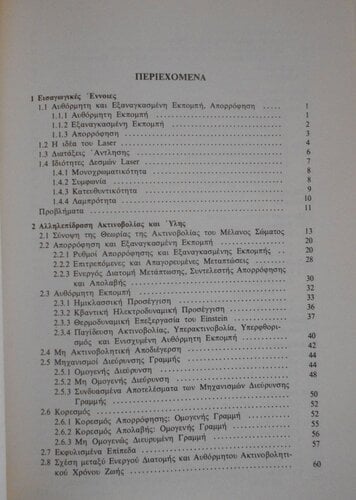 ΠΕΡΙΕΧΟΜΕΝΑ
1 Εισαγωγικές Έννοιες
1.1 Αυθόρμητη και Εξαναγκασμένη Εκπομπή, Απορρόφηση ..... 1
1.1.1 Αυθόρμητη Εκπομπή ..... 1
1.1.2 Εξαναγκασμένη Εκπομπή ..... 2
1.1.3 Απορρόφηση ..... 3
1.2 Η ιδέα του Laser ..... 4
1.3 Διατάξεις Άντλησης ..... 6
1.4 Ιδιότητες Δεσμών Laser ..... 7
1.4.1 Μονοχρωματικότητα ..... 8
1.4.2 Συμφωνία ..... 8
1.4.3 Κατευθυντικότητα ..... 9
1.4.4 Λαμπρότητα ..... 10
Προβλήματα ..... 11
2 Αλληλεπίδραση Ακτινοβολίας και Ύλης
2.1 Σύνοψη της Θεωρίας της Ακτινοβολίας του Μέλανος Σώματος 13
2.2 Απορρόφηση και Εξαναγκασμένη Εκπομπή ..... 20
2.2.1 Ρυθμοί Απορρόφησης και Εξαναγκασμένης Εκπομπής .. 20
2.2.2 Επιτρεπόμενες και Απαγορευμένες Μεταπτώσεις ..... 28
2.2.3 Ενεργός Διατομή Μετάπτωσης, Συντελεστής Απορρόφησης
και Απολαβής ..... 30
2.3 Αυθόρμητη Εκπομπή ..... 32
2.3.1 Ημικλασσική Προσέγγιση ..... 33
2.3.2 Κβαντική Ηλεκτροδυναμική Προσέγγιση ..... 36
2.3.3 Θερμοδυναμική Επεξεργασία του Einstein ..... 37
2.3.4 Παγίδευση Ακτινοβολίας, Υπερακτινοβολία, Υπερφθορι-
σμός και Ενισχυμένη Αυθόρμητη Εκπομπή ..... 40
2.4 Μη Ακτινοβολητική Αποδιέγερση ..... 42
2.5 Μηχανισμοί Διεύρυνσης Γραμμής ..... 44
2.5.1 Ομογενής Διεύρυνση ..... 44
2.5.2 Μη Ομογενής Διεύρυνση ..... 48
2.5.3 Συνδυασμένα Αποτελέσματα των Μηχανισμών Διεύρυνσης
Γραμμής ..... 50
2.6 Κορεσμός ..... 52
2.6.1 Κορεσμός Απορρόφησης: Ομογενής Γραμμή ..... 52
2.6.2 Κορεσμός Απολαβής: Ομογενής Γραμμή ..... 55
2.6.3 Μη Ομογενώς Διευρυμένη Γραμμή ..... 56
2.7 Εκφυλισμένα Επίπεδα ..... 57
2.8 Σχέση μεταξύ Ενεργού Διατομής και Αυθόρμητου Ακτινοβολητι-
κού Χρόνου Ζωής ..... 60